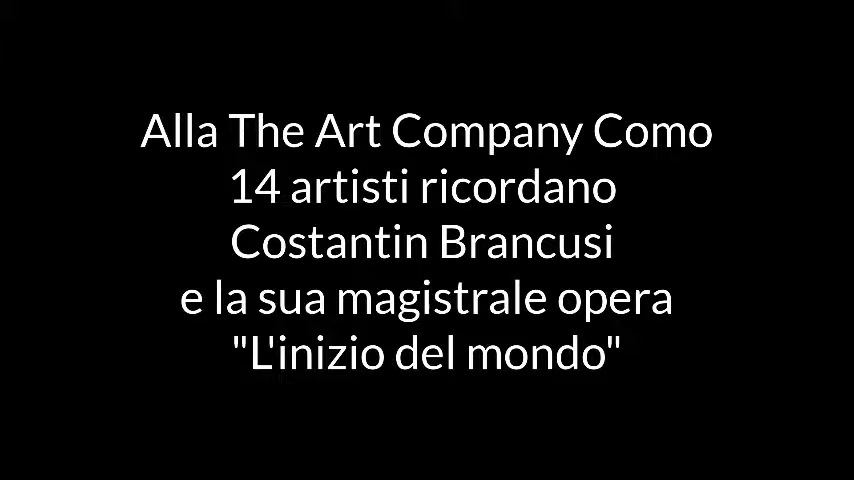 Alla The Art Company Como
14 artisti ricordano
Costantin Brancusi
e la sua magistrale opera
"L'inizio del mondo"